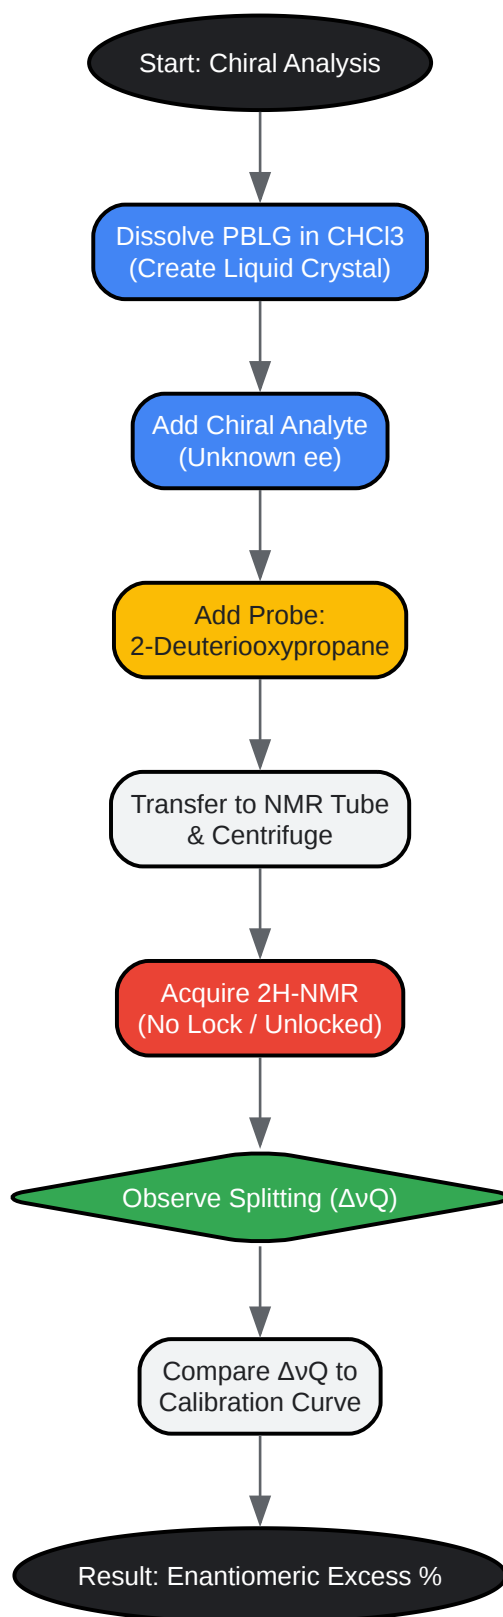 Start: Chiral Analysis
Dissolve PBLG in CHCl3
(Create Liquid Crystal)
Add Chiral Analyte
(Unknown ee)
Add Probe:
2-Deuteriooxypropane
Transfer to NMR Tube
& Centrifuge
Acquire 2H-NMR
(No Lock / Unlocked)
Observe Splitting (ΔνQ)
Compare ΔνQ to
Calibration Curve
Result: Enantiomeric Excess %